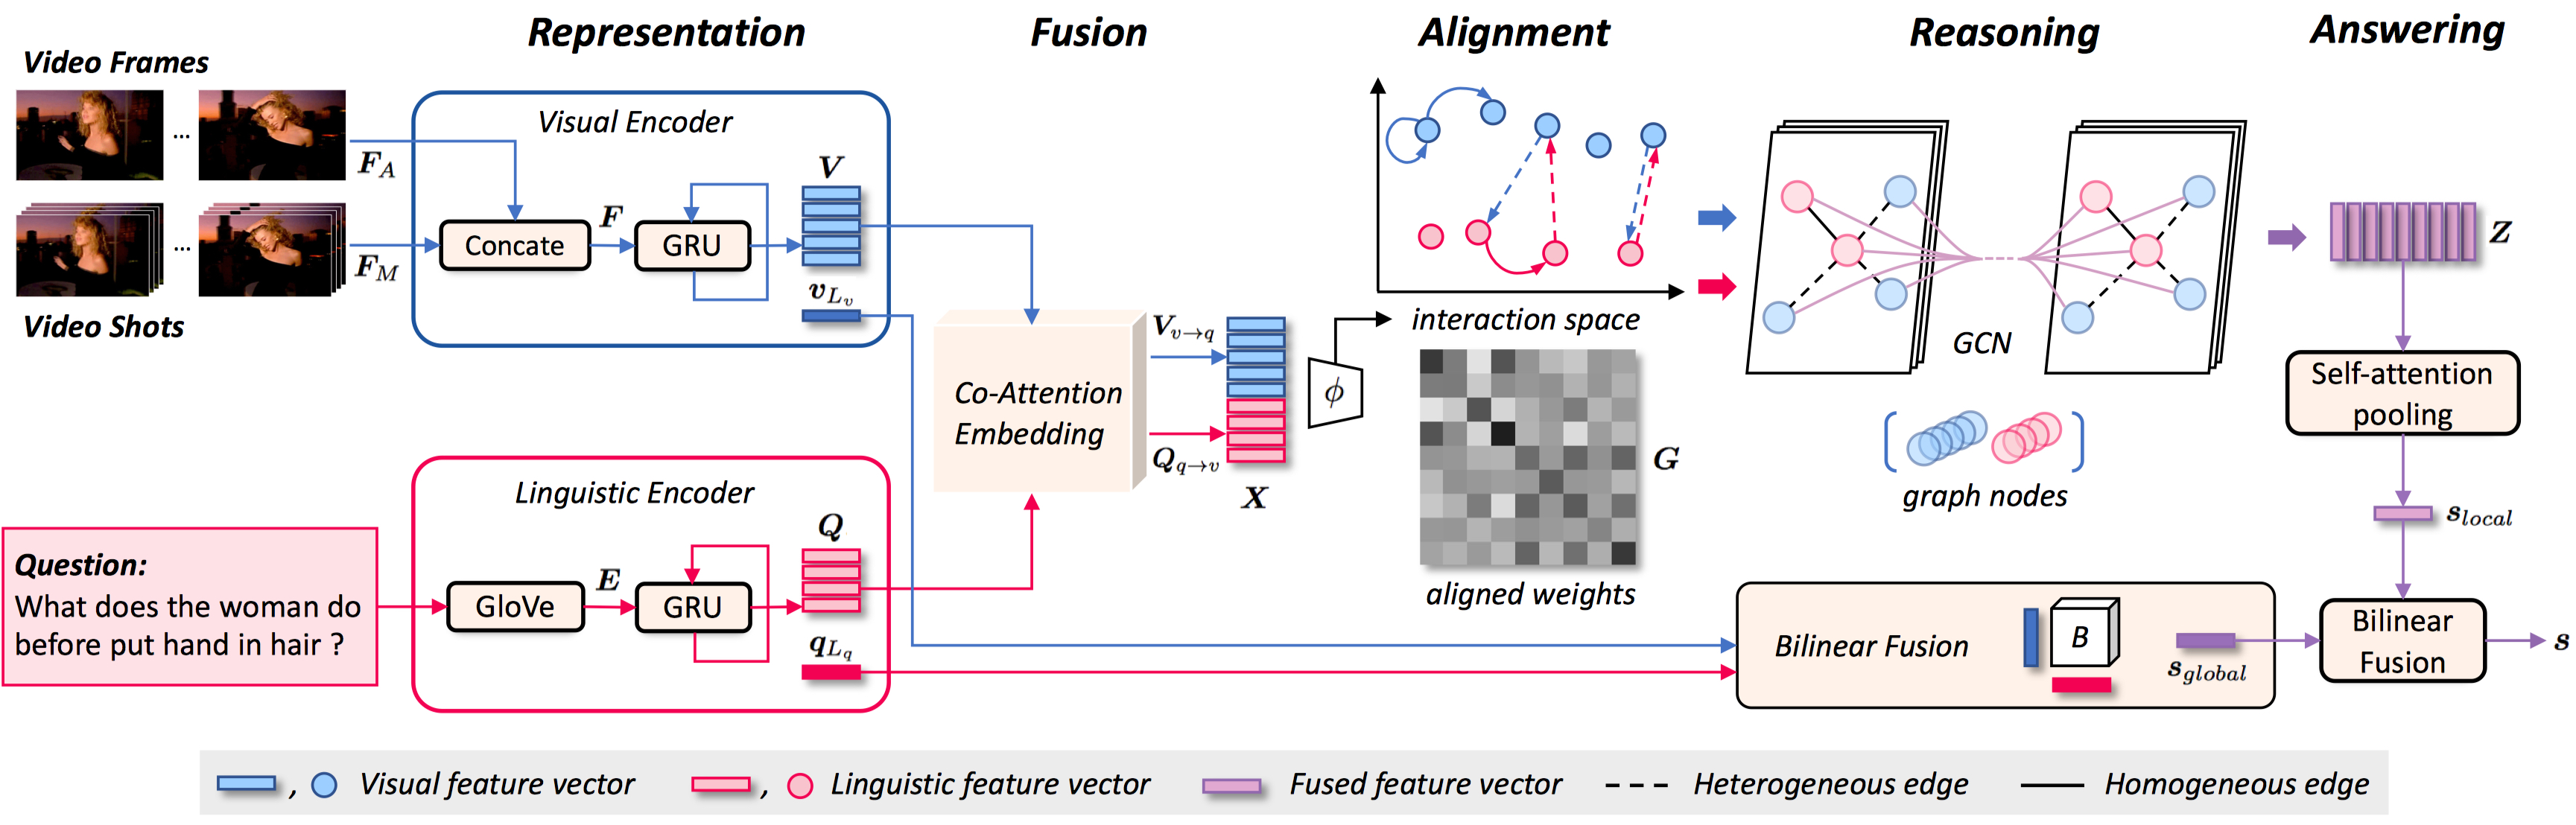 Representation
Fusion
Alignment
Reasoning
Answering
Video Frames
...
F_A
...
F_M
Video Shots
Visual Encoder
Concate
F
GRU
V
v_{L_v}
Question:
What does the woman do
before put hand in hair ?
Linguistic Encoder
GloVe
E
GRU
Q
q_{L_q}
Co-Attention
Embedding
V_{v→q}
Q_{q→v}
X
ϕ
interaction space
G
aligned weights
GCN
graph nodes
Z
Self-attention
pooling
s_{local}
Bilinear Fusion
B
s_{global}
Bilinear
Fusion
s
, Visual feature vector
, Linguistic feature vector
Fused feature vector
Heterogeneous edge
Homogeneous edge